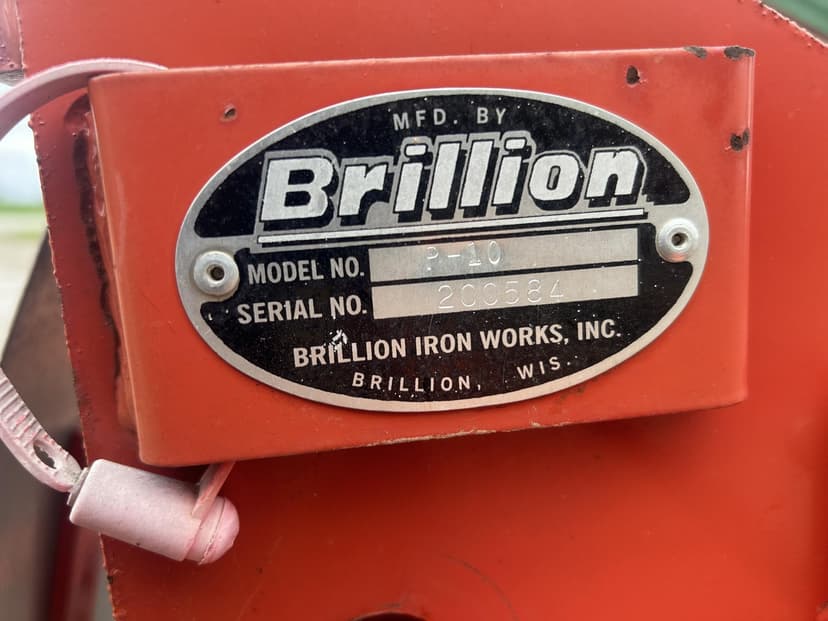 MFD. BY
Brillion
MODEL NO. P-10
SERIAL NO. 200584
BRILLION IRON WORKS, INC.
BRILLION, WIS.